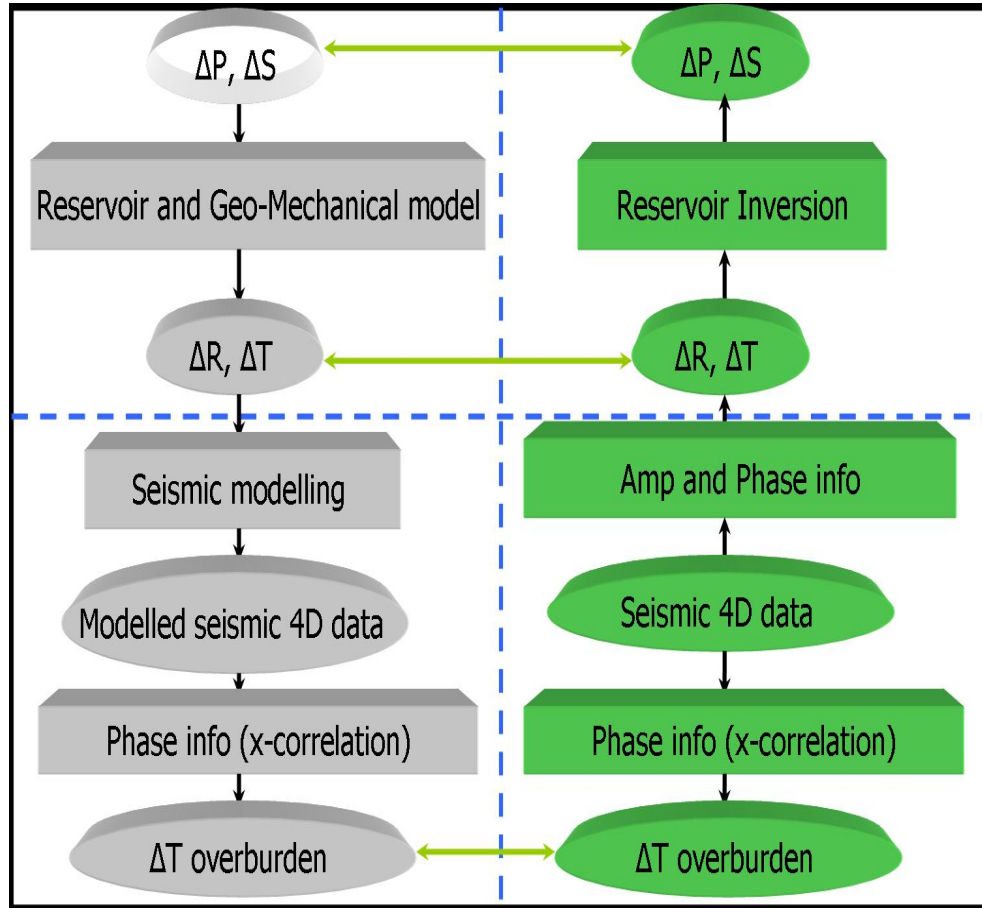 ΔP, ΔS
ΔP, ΔS
Reservoir and Geo-Mechanical model
Reservoir Inversion
ΔR, ΔT
ΔR, ΔT
Seismic modelling
Amp and Phase info
Modelled seismic 4D data
Seismic 4D data
Phase info (x-correlation)
Phase info (x-correlation)
ΔT overburden
ΔT overburden